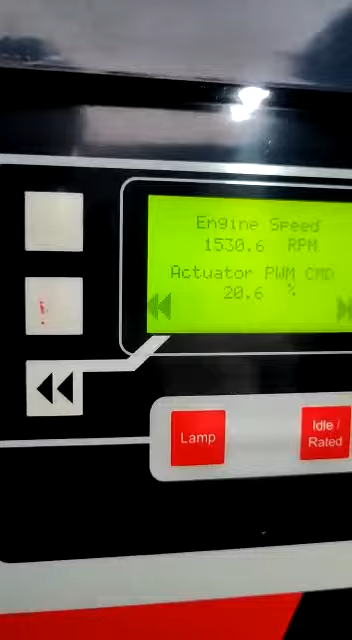 Engine Speed
1530.6 RPM
Actuator PWM CMD
20.6 %
Lamp
Idle /
Rated